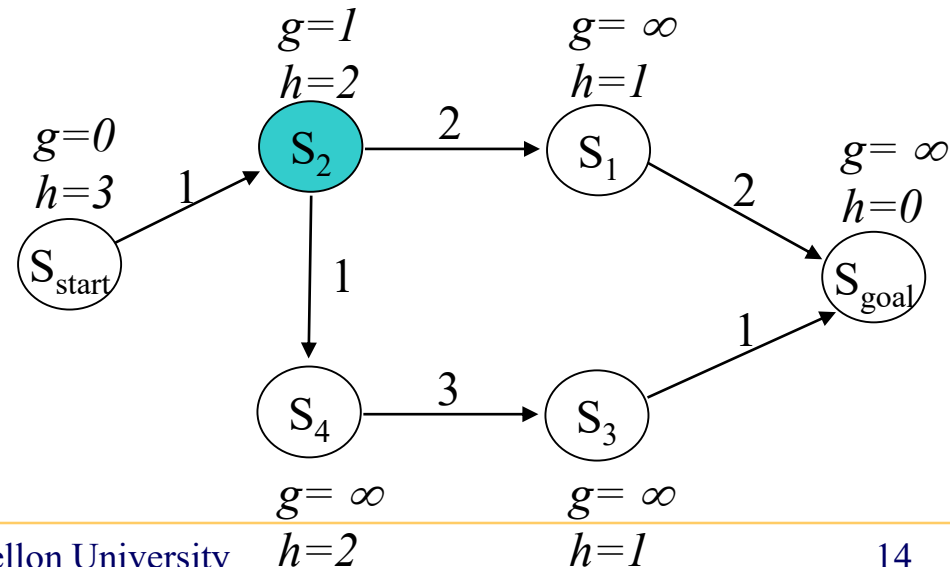 g=1
h=2
g= ∞
h=1
g=0
h=3
g= ∞
h=0
1
2
2
S2
S1
Sstart
Sgoal
1
1
3
S4
S3
g= ∞
h=2
g= ∞
h=1
ellon University
14